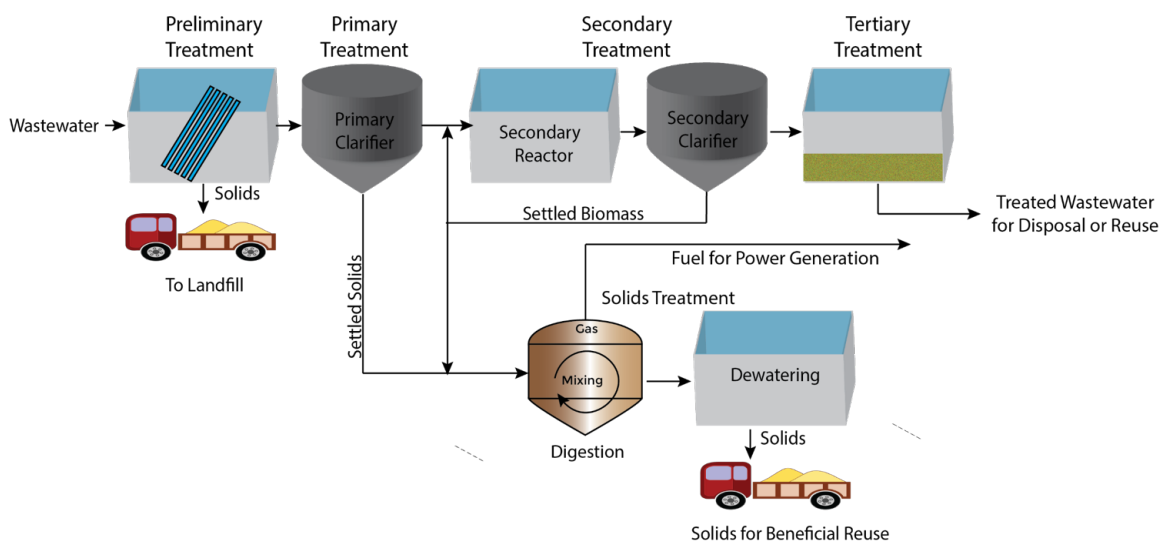 Preliminary
Treatment
Primary
Treatment
Secondary
Treatment
Tertiary
Treatment
Wastewater
Primary
Clarifier
Secondary
Reactor
Secondary
Clarifier
Solids
To Landfill
Settled Biomass
Treated Wastewater
for Disposal or Reuse
Settled Solids
Fuel for Power Generation
Solids Treatment
Gas
Mixing
Digestion
Dewatering
Solids
Solids for Beneficial Reuse